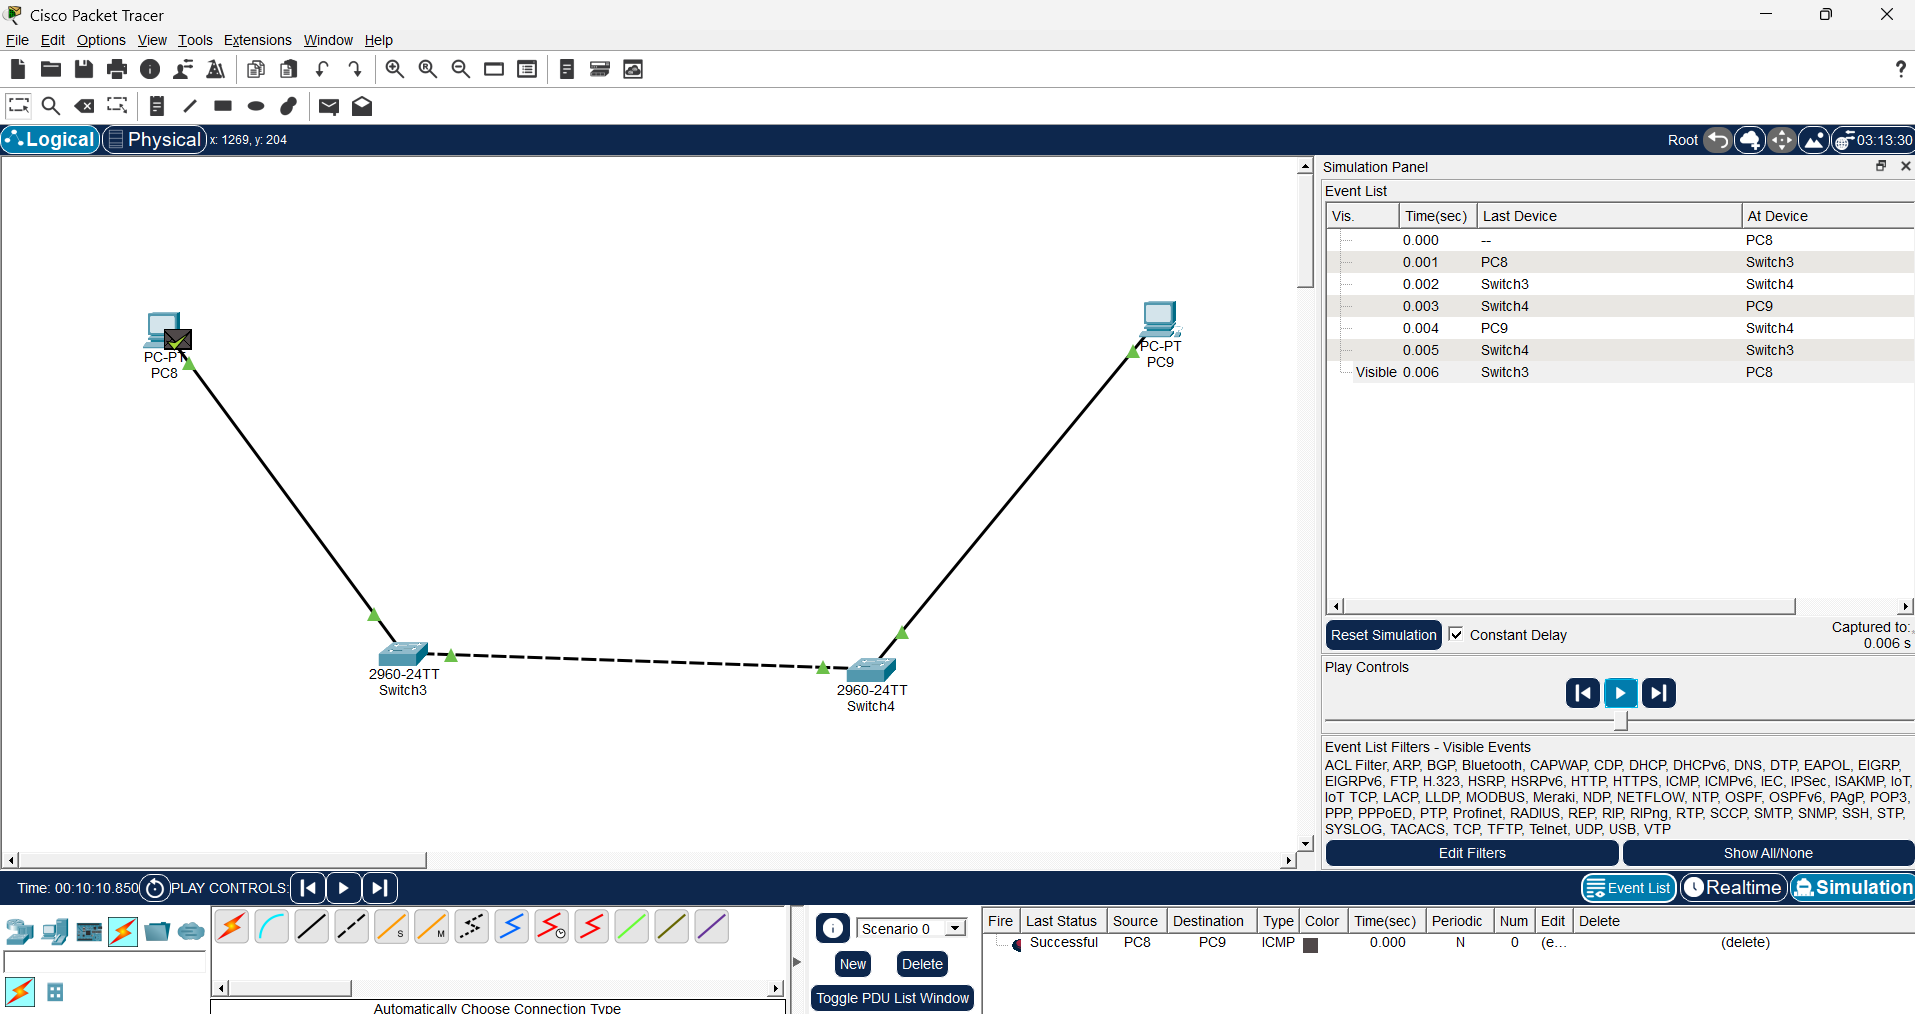 Cisco Packet Tracer
File Edit Options View Tools Extensions Window Help
?
Logical Physical x: 1269, y: 204 Root 03:13:30
Simulation Panel
Event List
Vis. Time(sec) Last Device At Device
0.000 -- PC8
0.001 PC8 Switch3
0.002 Switch3 Switch4
0.003 Switch4 PC9
0.004 PC9 Switch4
0.005 Switch4 Switch3
Visible 0.006 Switch3 PC8
PC-PT
PC8
PC-PT
PC9
2960-24TT
Switch3
2960-24TT
Switch4
Reset Simulation Constant Delay Captured to:
0.006 s
Play Controls
Event List Filters - Visible Events
ACL Filter, ARP, BGP, Bluetooth, CAPWAP, CDP, DHCP, DHCPv6, DNS, DTP, EAPOL, EIGRP,
EIGRPv6, FTP, H.323, HSRP, HSRPv6, HTTP, HTTPS, ICMP, ICMPv6, IEC, IPSec, ISAKMP, IoT,
IoT TCP, LACP, LLDP, MODBUS, Meraki, NDP, NETFLOW, NTP, OSPF, OSPFv6, PAgP, POP3,
PPP, PPPoED, PTP, Profinet, RADIUS, REP, RIP, RIPng, RTP, SCCP, SMTP, SNMP, SSH, STP,
SYSLOG, TACACS, TCP, TFTP, Telnet, UDP, USB, VTP
Edit Filters Show All/None
Time: 00:10:10.850 PLAY CONTROLS: Event List Realtime Simulation
S M
Automatically Choose Connection Type
Scenario 0
New Delete
Toggle PDU List Window
Fire Last Status Source Destination Type Color Time(sec) Periodic Num Edit Delete
Successful PC8 PC9 ICMP 0.000 N 0 (e... (delete)